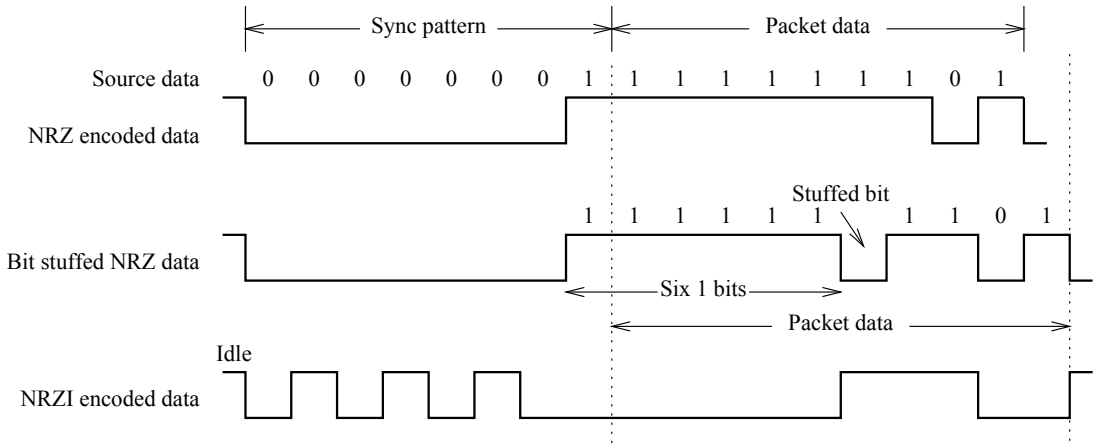 Sync pattern Packet data
Source data 0 0 0 0 0 0 0 1 1 1 1 1 1 1 1 0 1
NRZ encoded data
Stuffed bit
1 1 1 1 1 1 1 1 0 1
Bit stuffed NRZ data
Six 1 bits
Packet data
Idle
NRZI encoded data